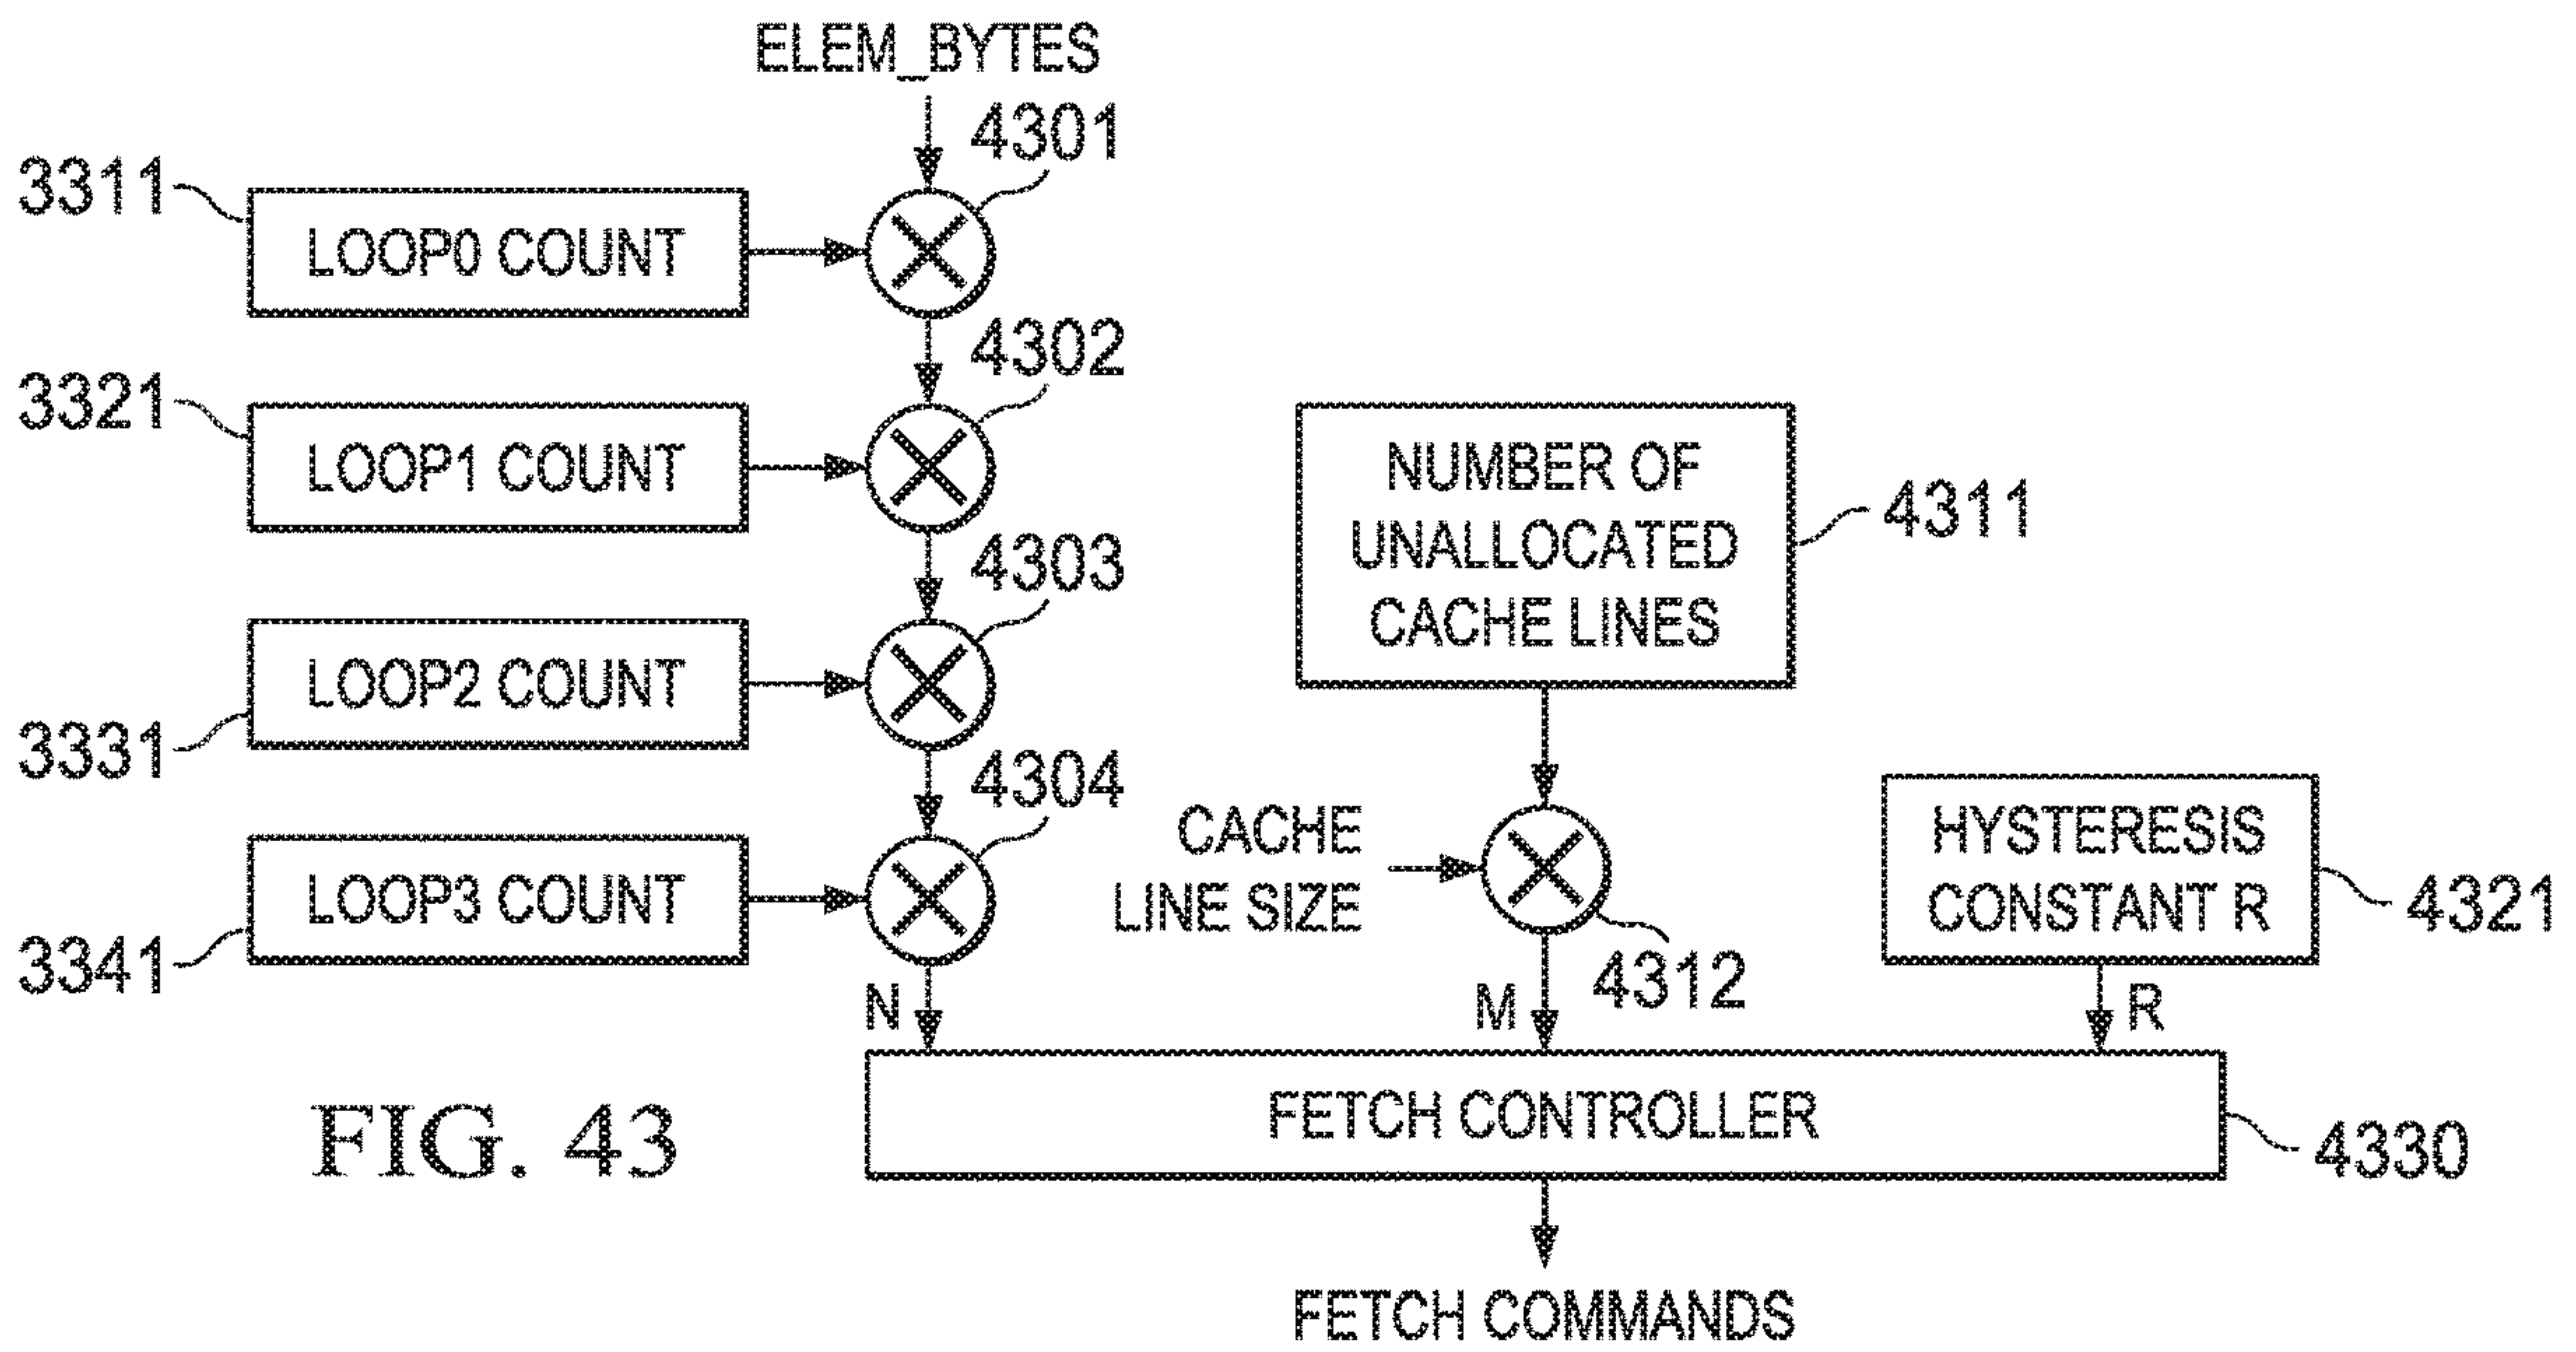 ELEM_BYTES
4301
3311
LOOP0 COUNT
4302
3321
LOOP1 COUNT
4303
3331
LOOP2 COUNT
4304
3341
LOOP3 COUNT
NUMBER OF
UNALLOCATED
CACHE LINES
4311
CACHE
LINE SIZE
4312
HYSTERESIS
CONSTANT R
4321
N
M
R
FETCH CONTROLLER
4330
FETCH COMMANDS
FIG. 43